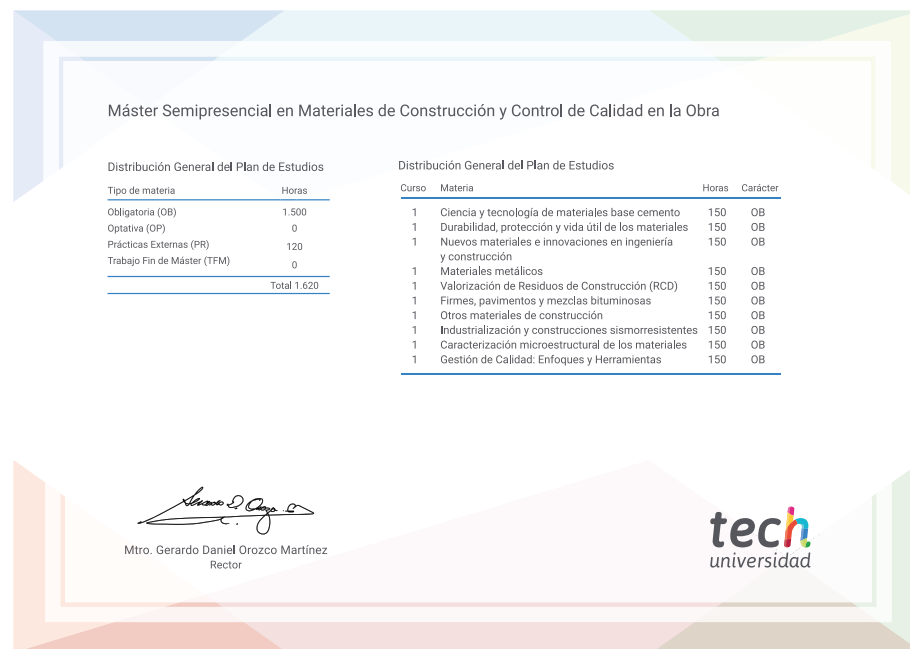 Máster Semipresencial en Materiales de Construcción y Control de Calidad en la Obra
Distribución General del Plan de Estudios
Tipo de materia Horas
Obligatoria (OB) 1.500
Optativa (OP) 0
Prácticas Externas (PR) 120
Trabajo Fin de Máster (TFM) 0
Total 1.620
Distribución General del Plan de Estudios
Curso Materia Horas Carácter
1 Ciencia y tecnología de materiales base cemento 150 OB
1 Durabilidad, protección y vida útil de los materiales 150 OB
1 Nuevos materiales e innovaciones en ingeniería 150 OB
y construcción
1 Materiales metálicos 150 OB
1 Valorización de Residuos de Construcción (RCD) 150 OB
1 Firmes, pavimentos y mezclas bituminosas 150 OB
1 Otros materiales de construcción 150 OB
1 Industrialización y construcciones sismorresistentes 150 OB
1 Caracterización microestructural de los materiales 150 OB
1 Gestión de Calidad: Enfoques y Herramientas 150 OB
Mtro. Gerardo Daniel Orozco Martínez
Rector
tech
universidad